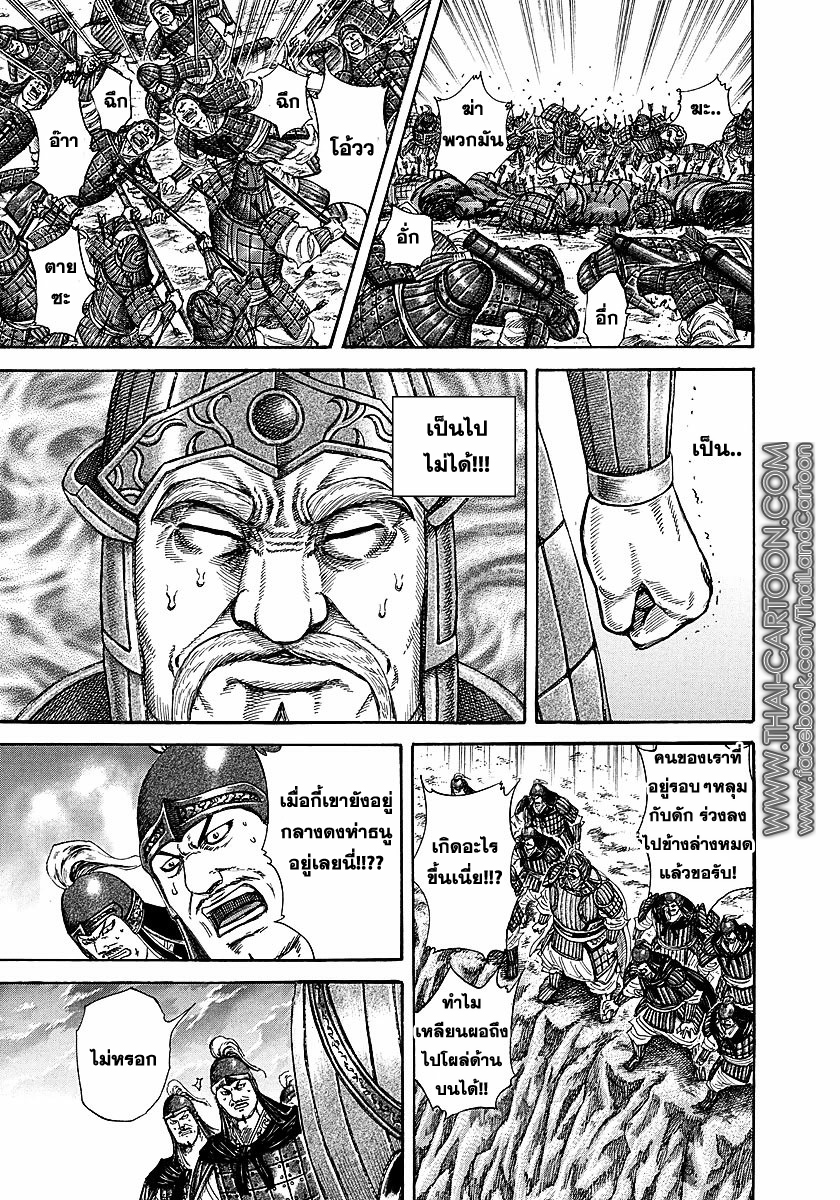 ฆะ..
ฆ่า
พวกมัน
อั่ก
อื่ก
โอ้วว
ฉึก
ฉึก
อ๊าา
ตาย
ซะ
เป็น..
เป็นไป
ไม่ได้!!!
คนของเราที่
อยู่รอบๆหลุม
กับดัก ร่วงลง
ไปข้างล่างหมด
แล้วขอรับ!
เกิดอะไร
ขึ้นเนี่ย!!?
ทำไม
เหลียนผอถึง
ไปโผล่ด้าน
บนได้!!
เมื่อกี้เขายังอยู่
กลางดงห่าธนู
อยู่เลยนี่!!??
ไม่หรอก
WWW.THAI-CARTOON.COM
www.facebook.com/ThailandCartoon